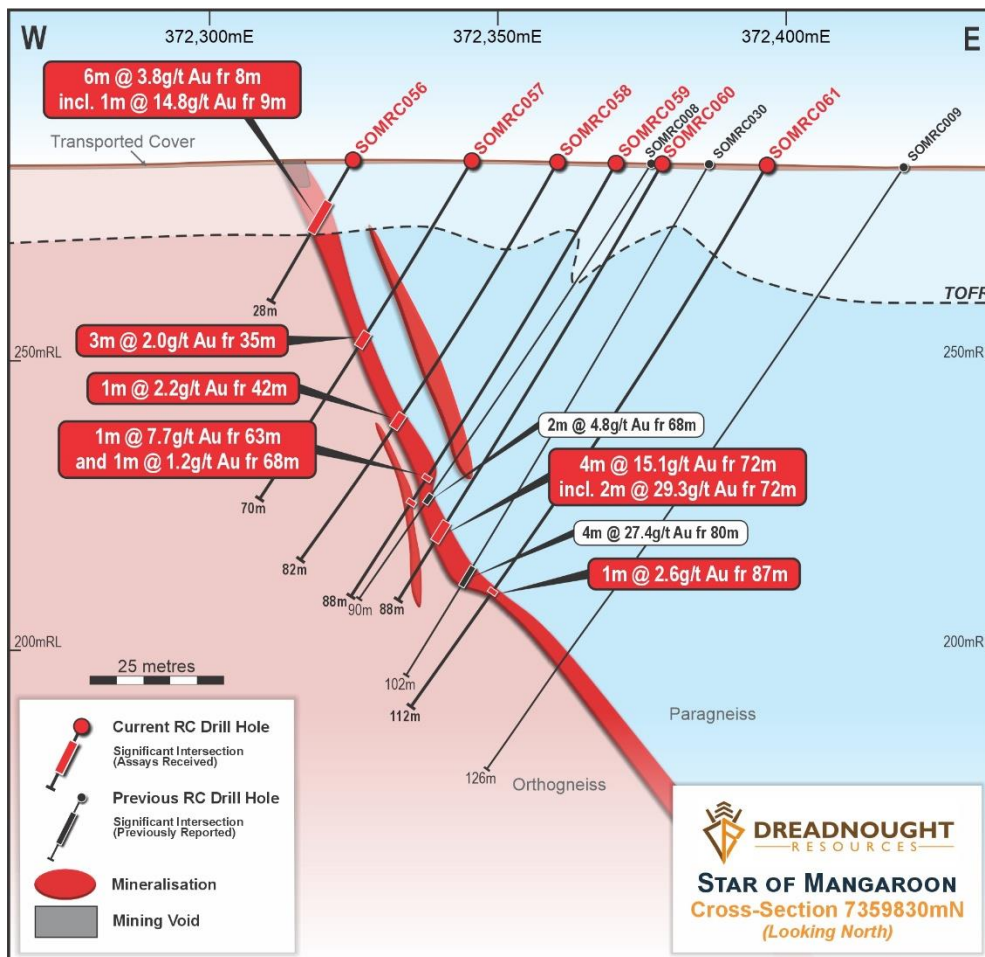 W
372,300mE
372,350mE
372,400mE
E
6m @ 3.8g/t Au fr 8m
incl. 1m @ 14.8g/t Au fr 9m
Transported Cover
SOMRC056
SOMRC057
SOMRC058
SOMRC059
SOMRC008
SOMRC060
SOMRC030
SOMRC061
SOMRC009
TOFR
28m
250mRL
250mRL
3m @ 2.0g/t Au fr 35m
1m @ 2.2g/t Au fr 42m
1m @ 7.7g/t Au fr 63m
and 1m @ 1.2g/t Au fr 68m
2m @ 4.8g/t Au fr 68m
4m @ 15.1g/t Au fr 72m
incl. 2m @ 29.3g/t Au fr 72m
4m @ 27.4g/t Au fr 80m
1m @ 2.6g/t Au fr 87m
70m
82m
88m
90m
88m
200mRL
200mRL
25 metres
102m
112m
126m
Paragneiss
Orthogneiss
Current RC Drill Hole
Significant Intersection
(Assays Received)
Previous RC Drill Hole
Significant Intersection
(Previously Reported)
Mineralisation
Mining Void
DREADNOUGHT
RESOURCES
STAR OF MANGAROON
Cross-Section 7359830mN
(Looking North)